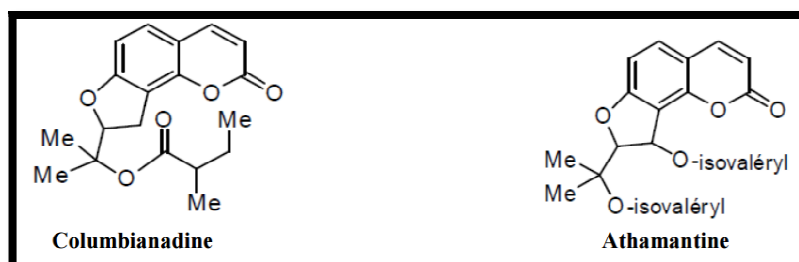 O O O
O O Me
Me
Me O
Me
Columbianadine
O O O
Me O-isovaléryl
Me
O-isovaléryl
Athamantine